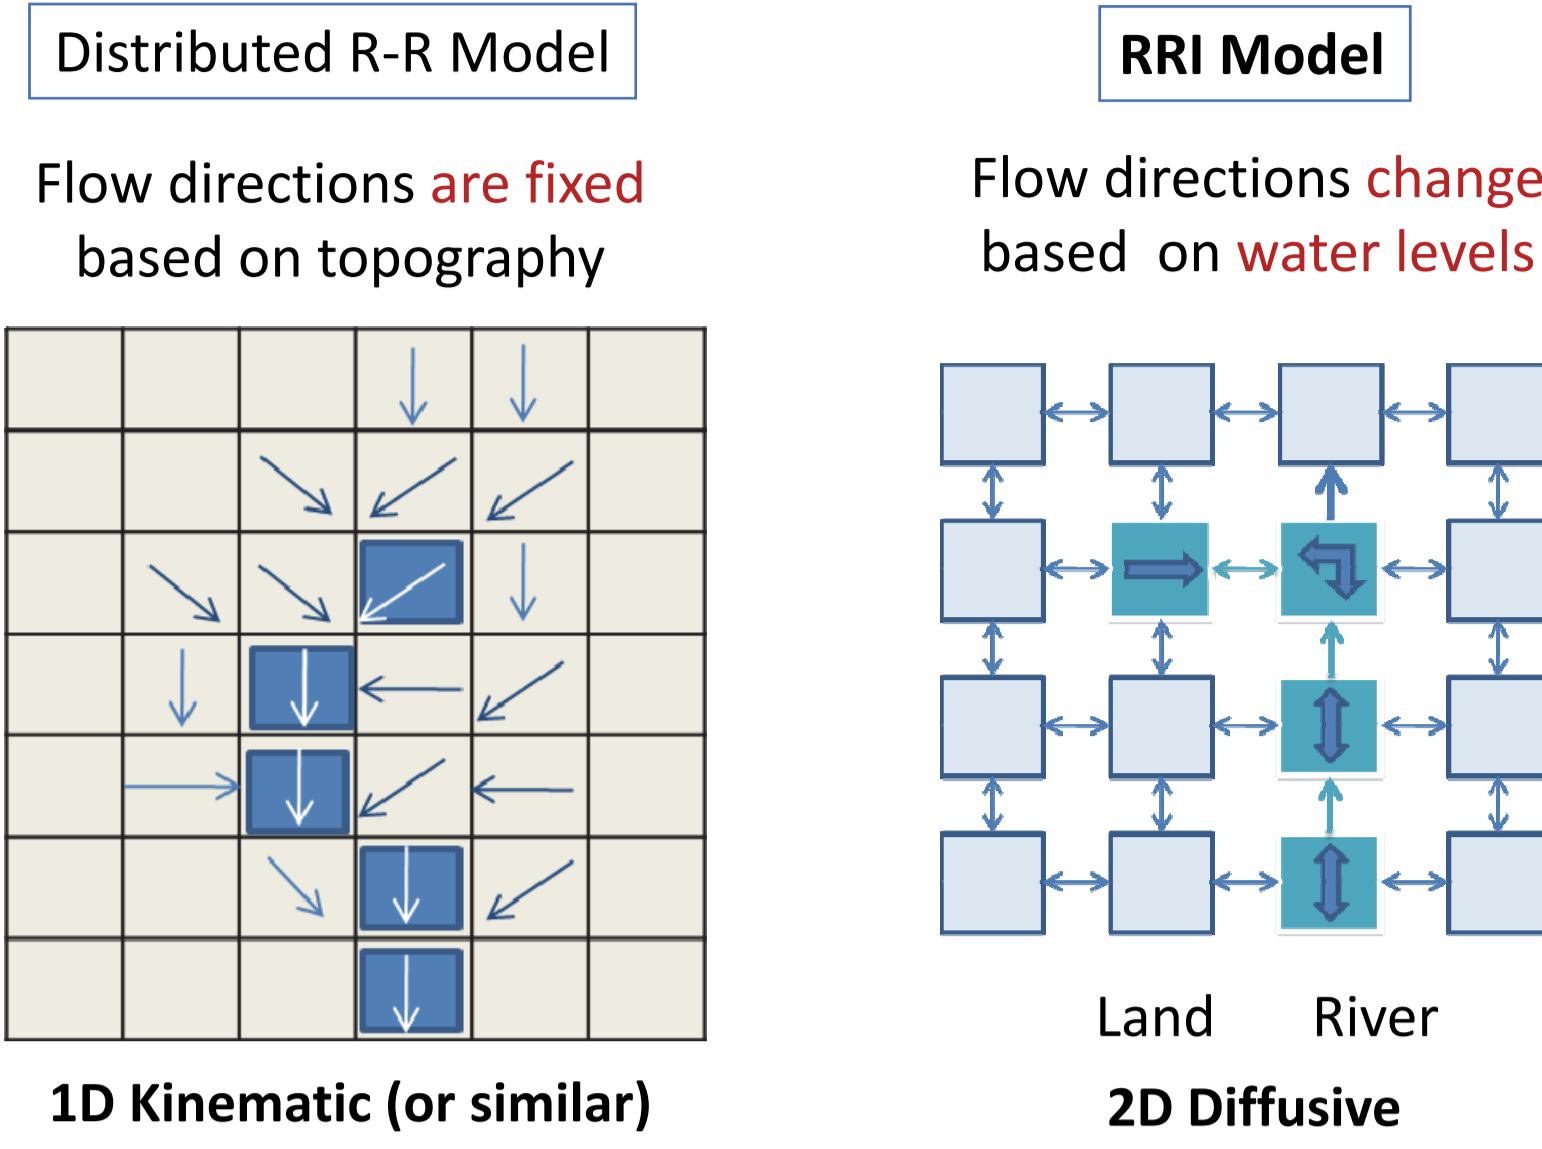 Distributed R-R Model
Flow directions are fixed
based on topography
1D Kinematic (or similar)
RRI Model
Flow directions change
based on water levels
Land River
2D Diffusive